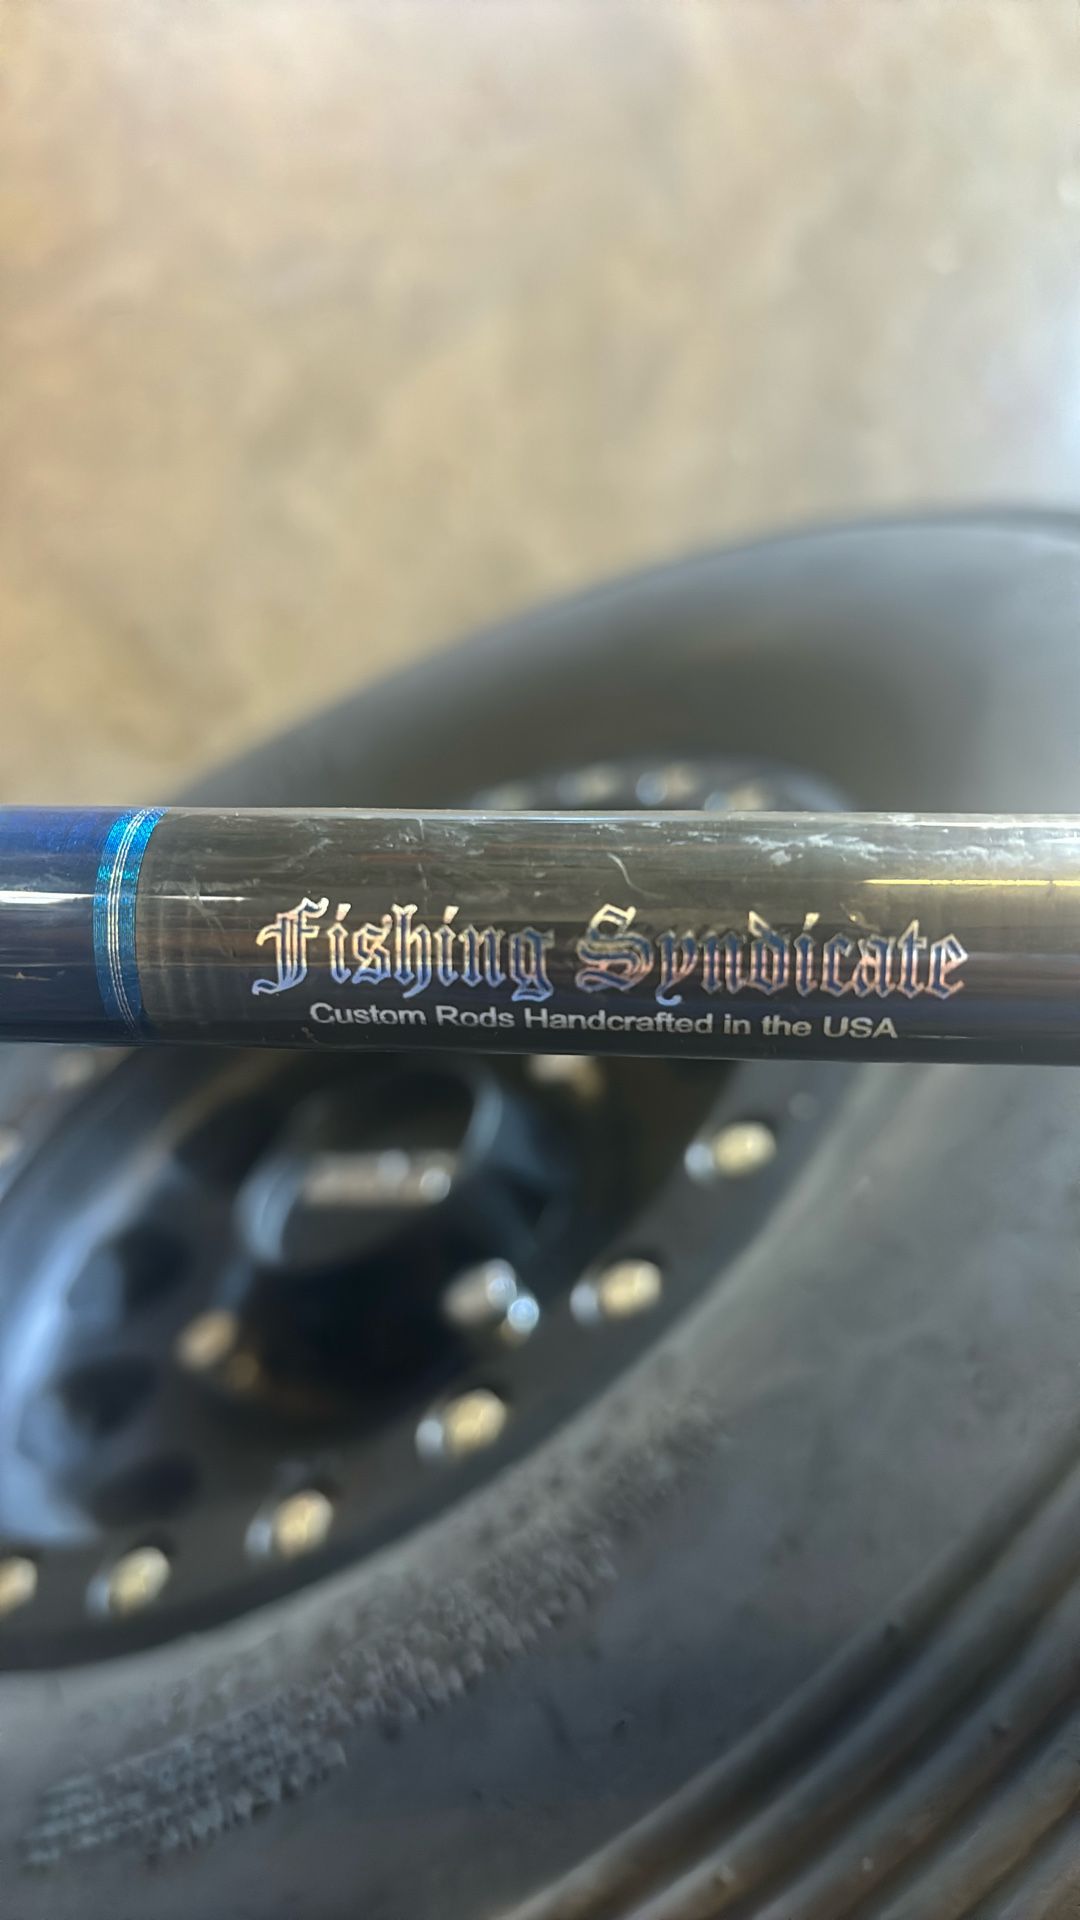 Fishing Syndicate
Custom Rods Handcrafted in the USA